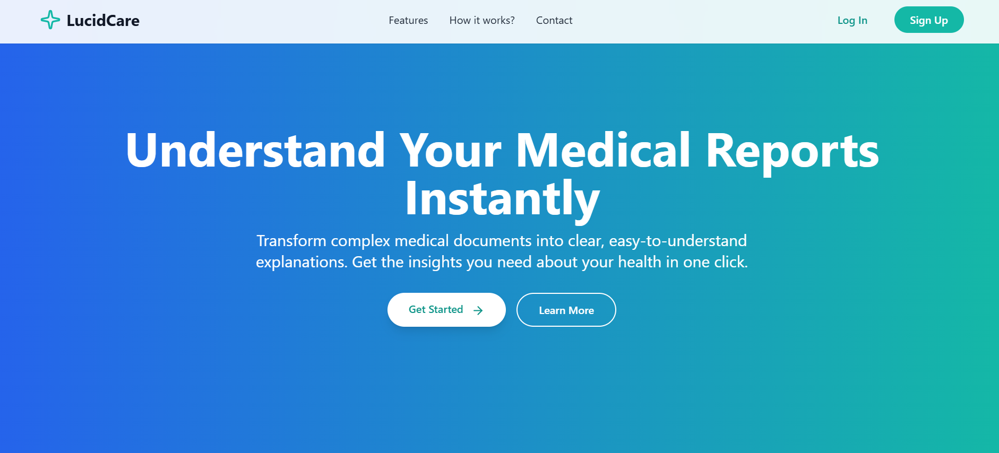 LucidCare
Features
How it works?
Contact
Log In
Sign Up
Understand Your Medical Reports
Instantly
Transform complex medical documents into clear, easy-to-understand
explanations. Get the insights you need about your health in one click.
Get Started
Learn More